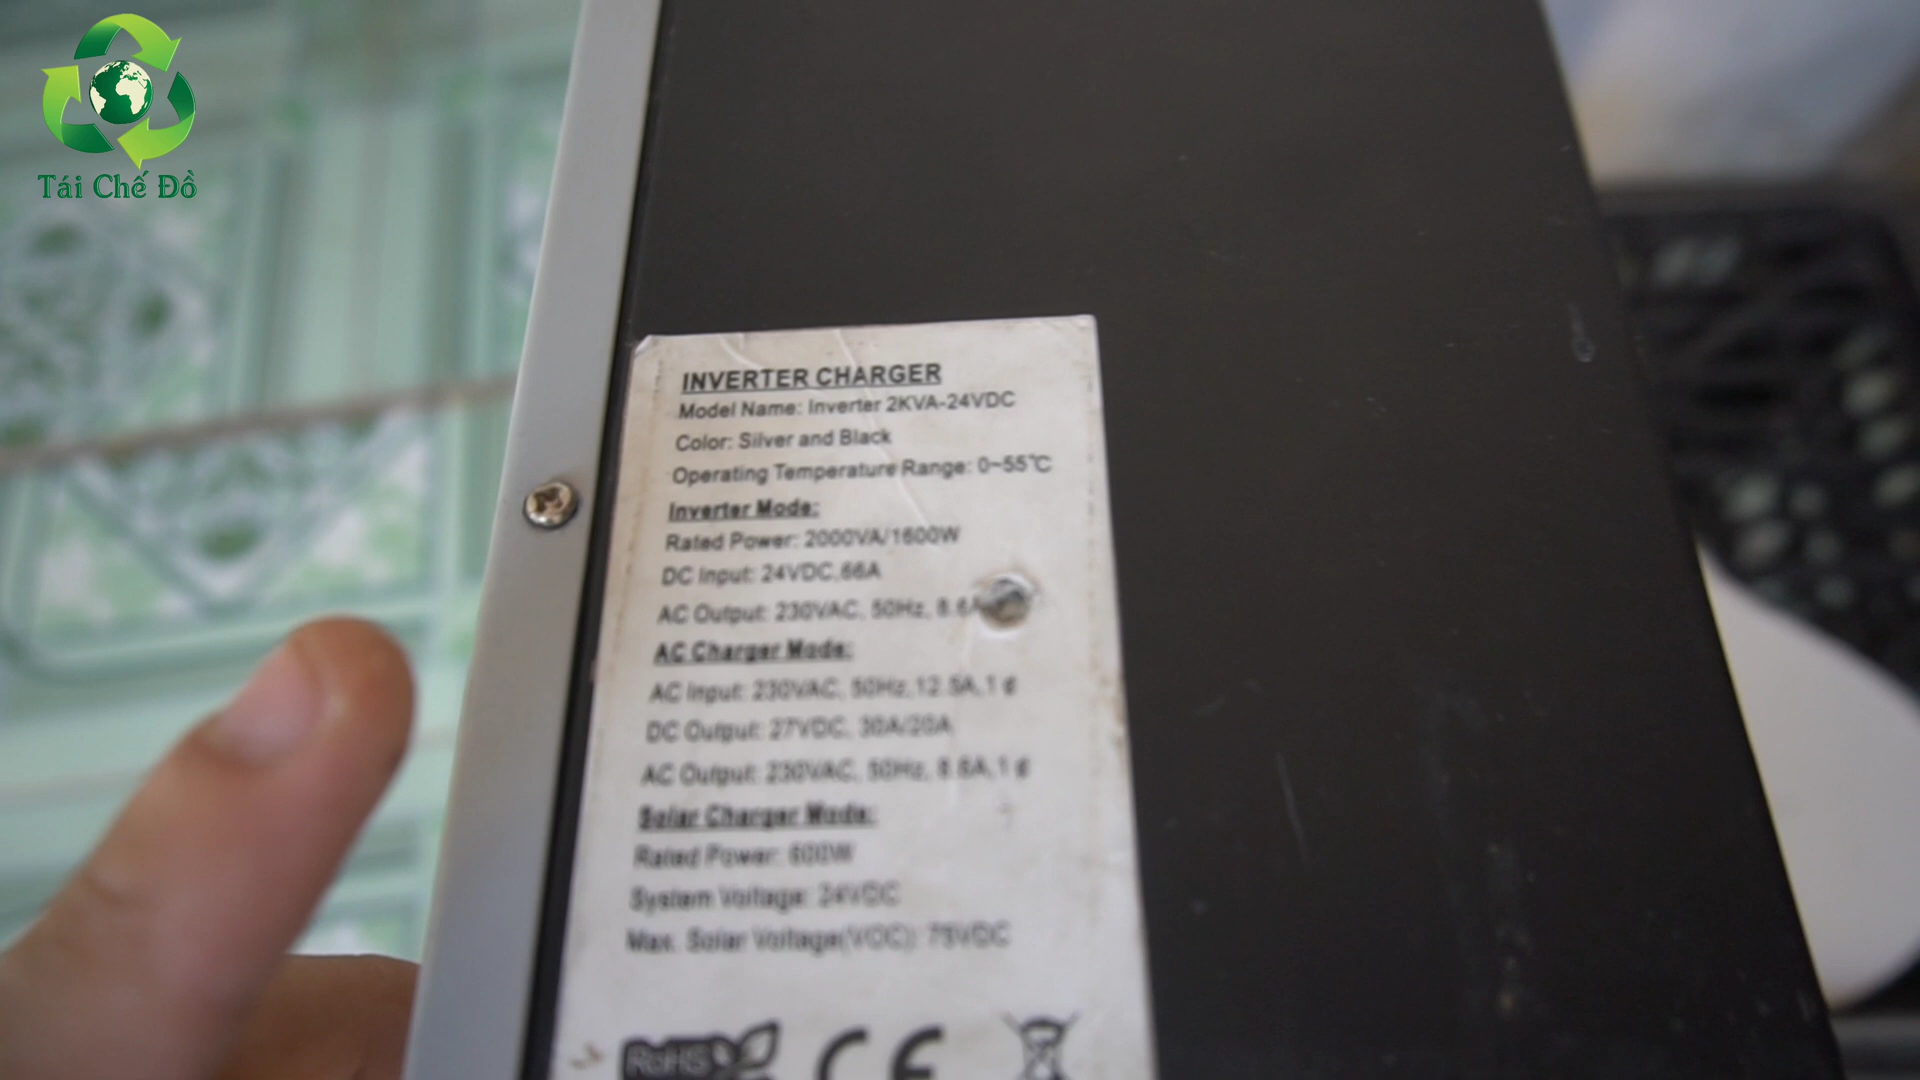 Tái Chế Đồ
INVERTER CHARGER
Model Name: Inverter 2KVA-24VDC
Color: Silver and Black
Operating Temperature Range: 0~55℃
Inverter Mode:
Rated Power: 2000VA/1600W
DC Input: 24VDC,66A
AC Output: 230VAC, 50Hz, 8.6A
AC Charger Mode:
AC Input: 230VAC, 50Hz,12.5A,1 ø
DC Output: 27VDC, 30A/20A
AC Output: 230VAC, 50Hz, 8.6A,1 ø
Solar Charger Mode:
Rated Power: 600W
System Voltage: 24VDC
Max. Solar Voltage(VOC): 75VDC
RoHS CE